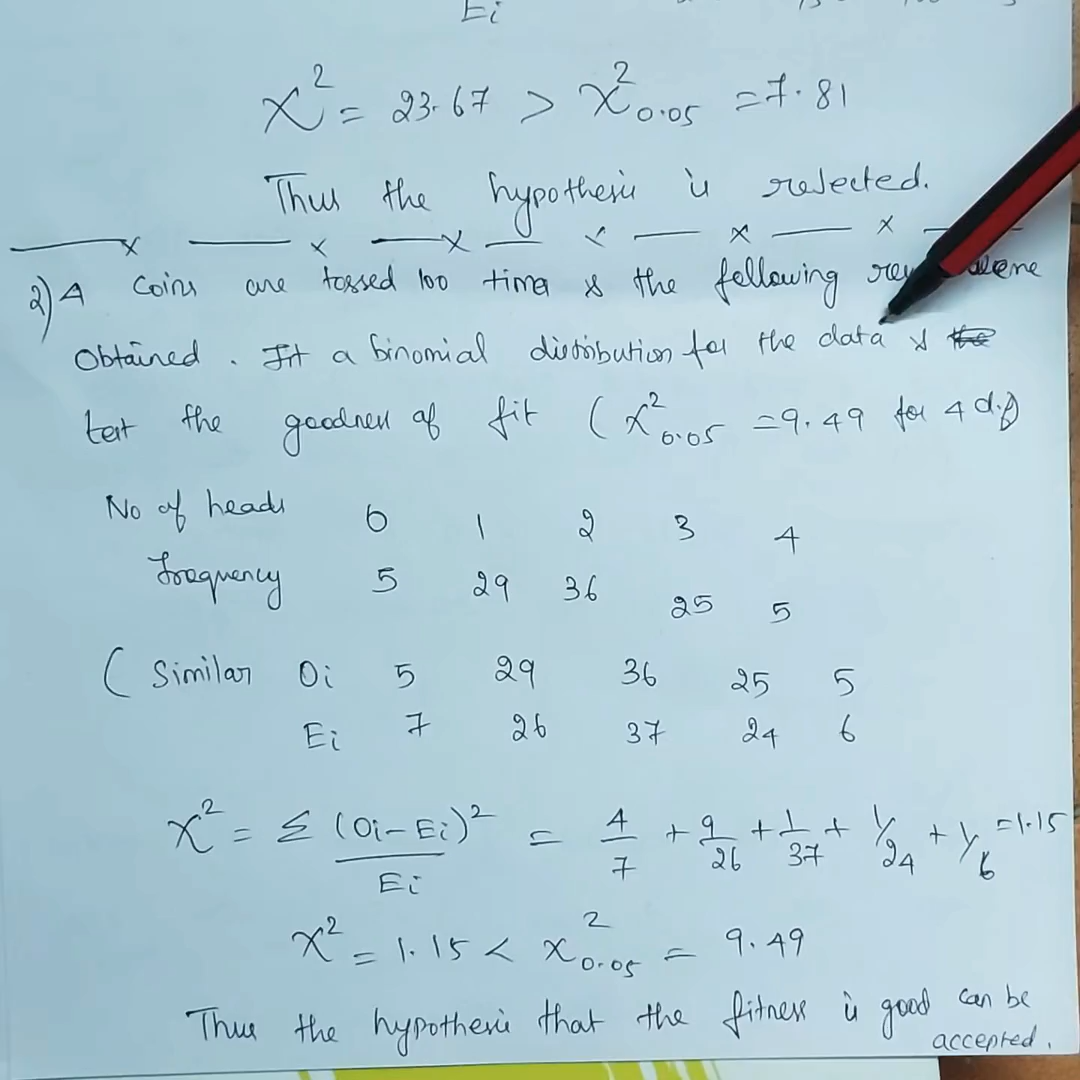 Ei
χ² = 23.67 > χ²0.05 = 7.81
Thus the hypothesis is rejected.
2) 4 coins are tossed 100 times & the following were
obtained. Fit a binomial distribution for the data &
test the goodness of fit (χ²0.05 = 9.49 for 4 d.f)
No of heads 0 1 2 3 4
Frequency 5 29 36 25 5
( Similar Oi 5 29 36 25 5
Ei 7 26 37 24 6
χ² = Σ (Oi-Ei)²/Ei = 4/7 + 9/26 + 1/37 + 1/24 + 1/6 = 1.15
χ² = 1.15 < χ²0.05 = 9.49
Thus the hypothesis that the fitness is good can be
accepted.